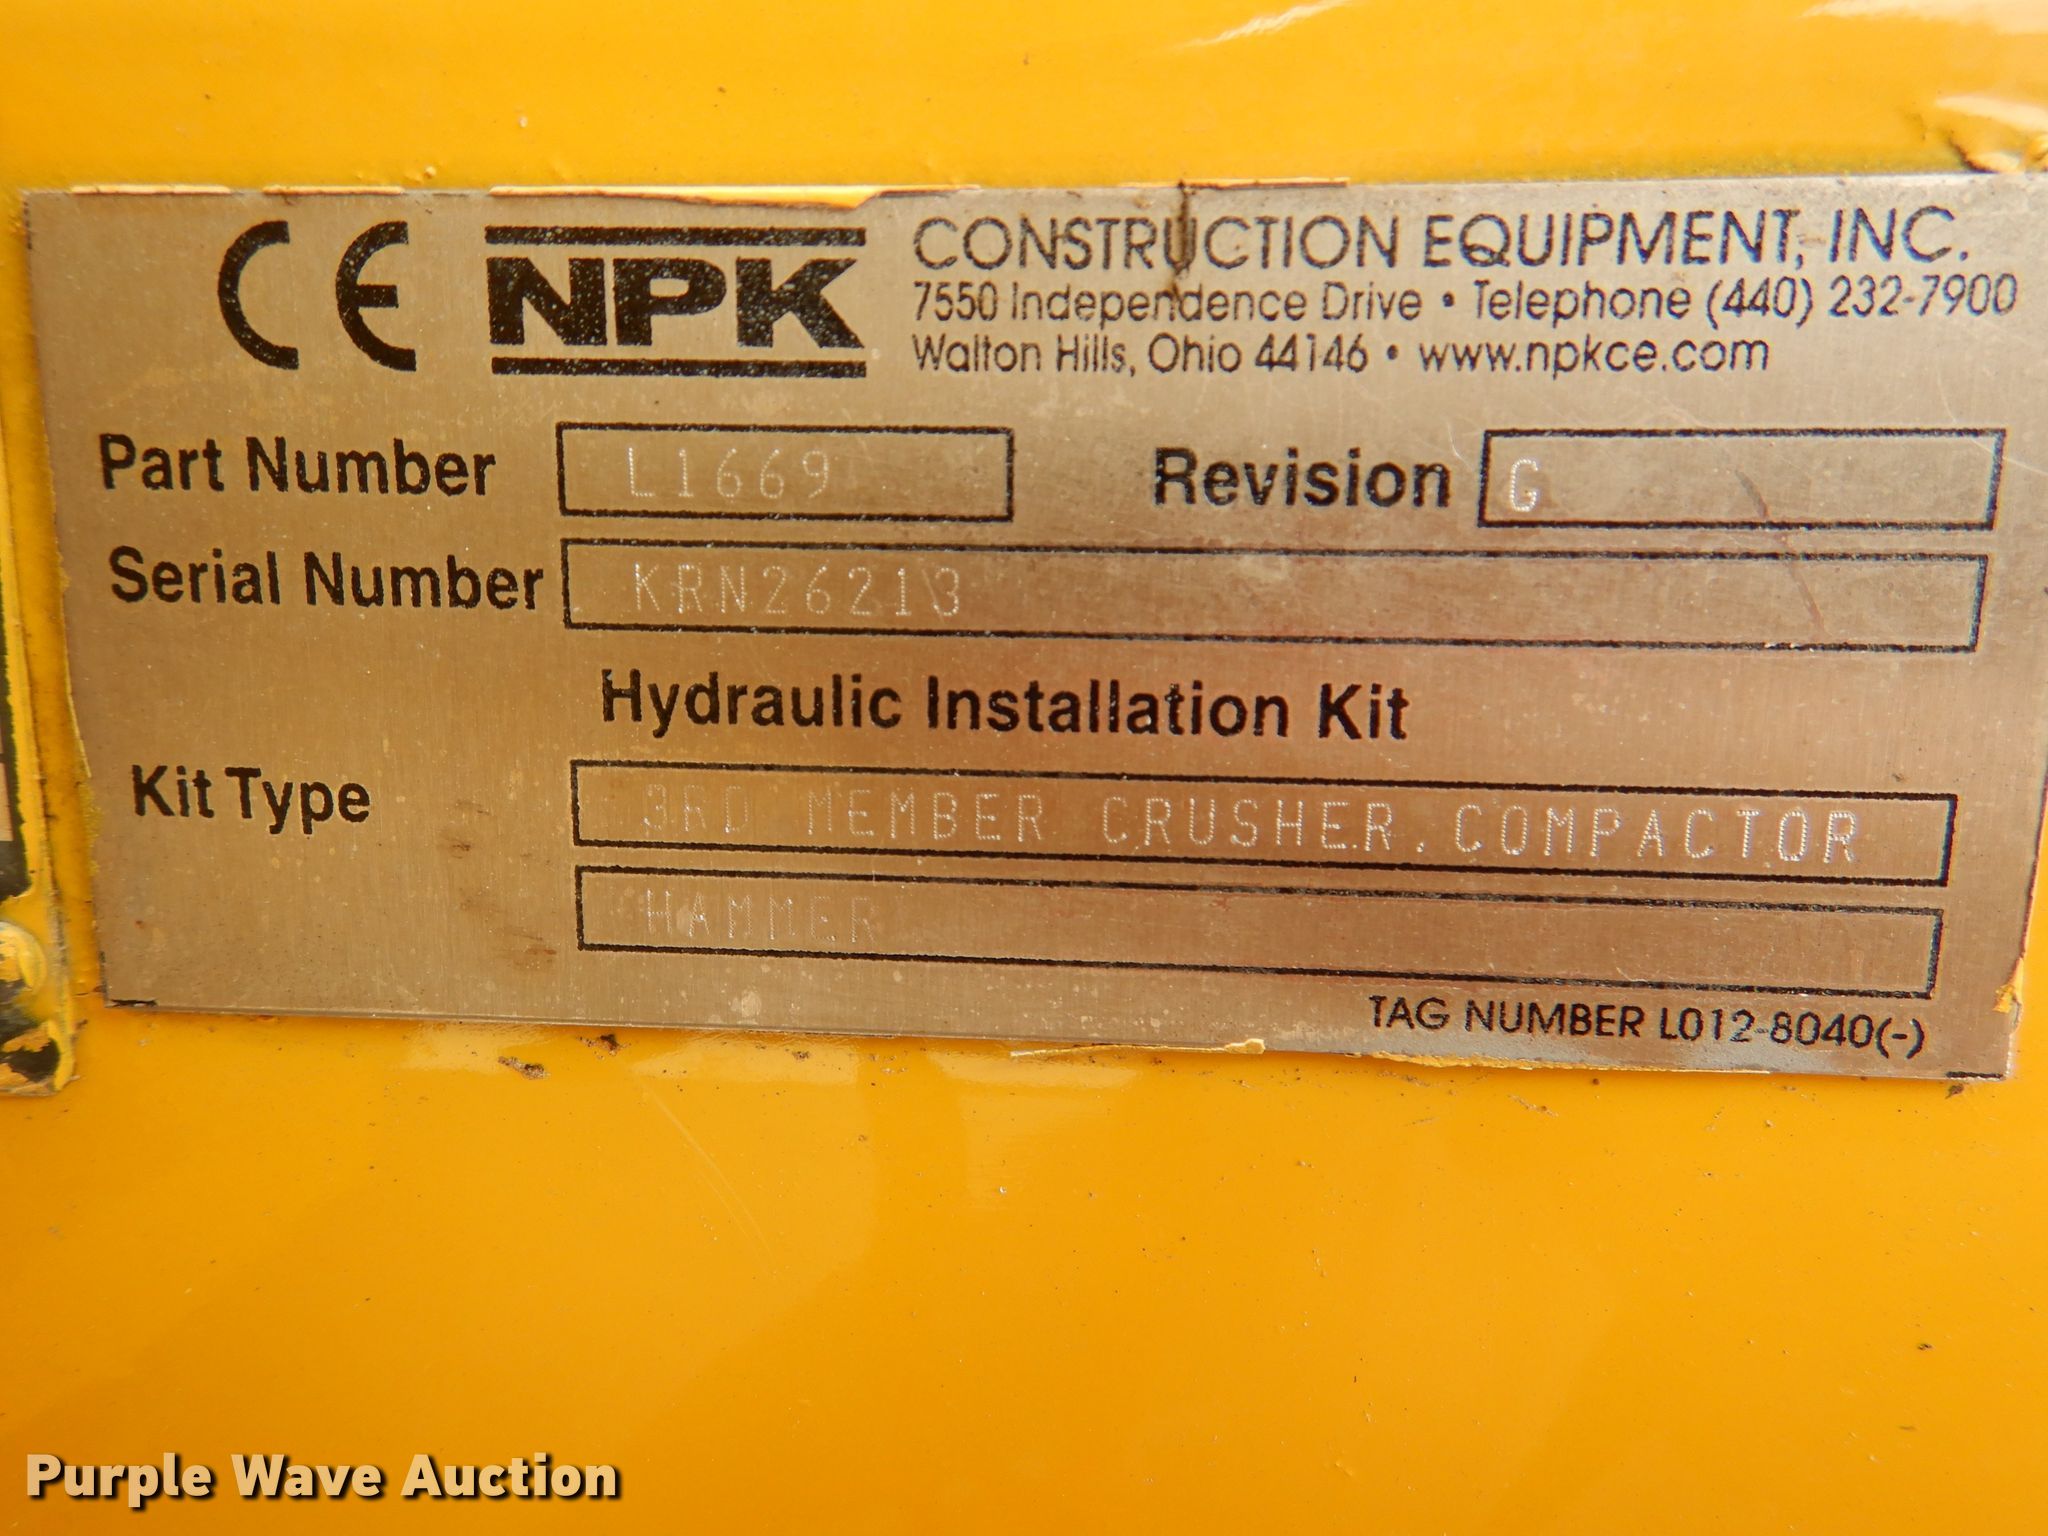 CE NPK CONSTRUCTION EQUIPMENT, INC.
7550 Independence Drive • Telephone (440) 232-7900
Walton Hills, Ohio 44146 • www.npkce.com
Part Number L1669 Revision G
Serial Number KRN26213
Hydraulic Installation Kit
Kit Type 3RD MEMBER CRUSHER.COMPACTOR
HAMMER
TAG NUMBER L012-8040(-)
Purple Wave Auction